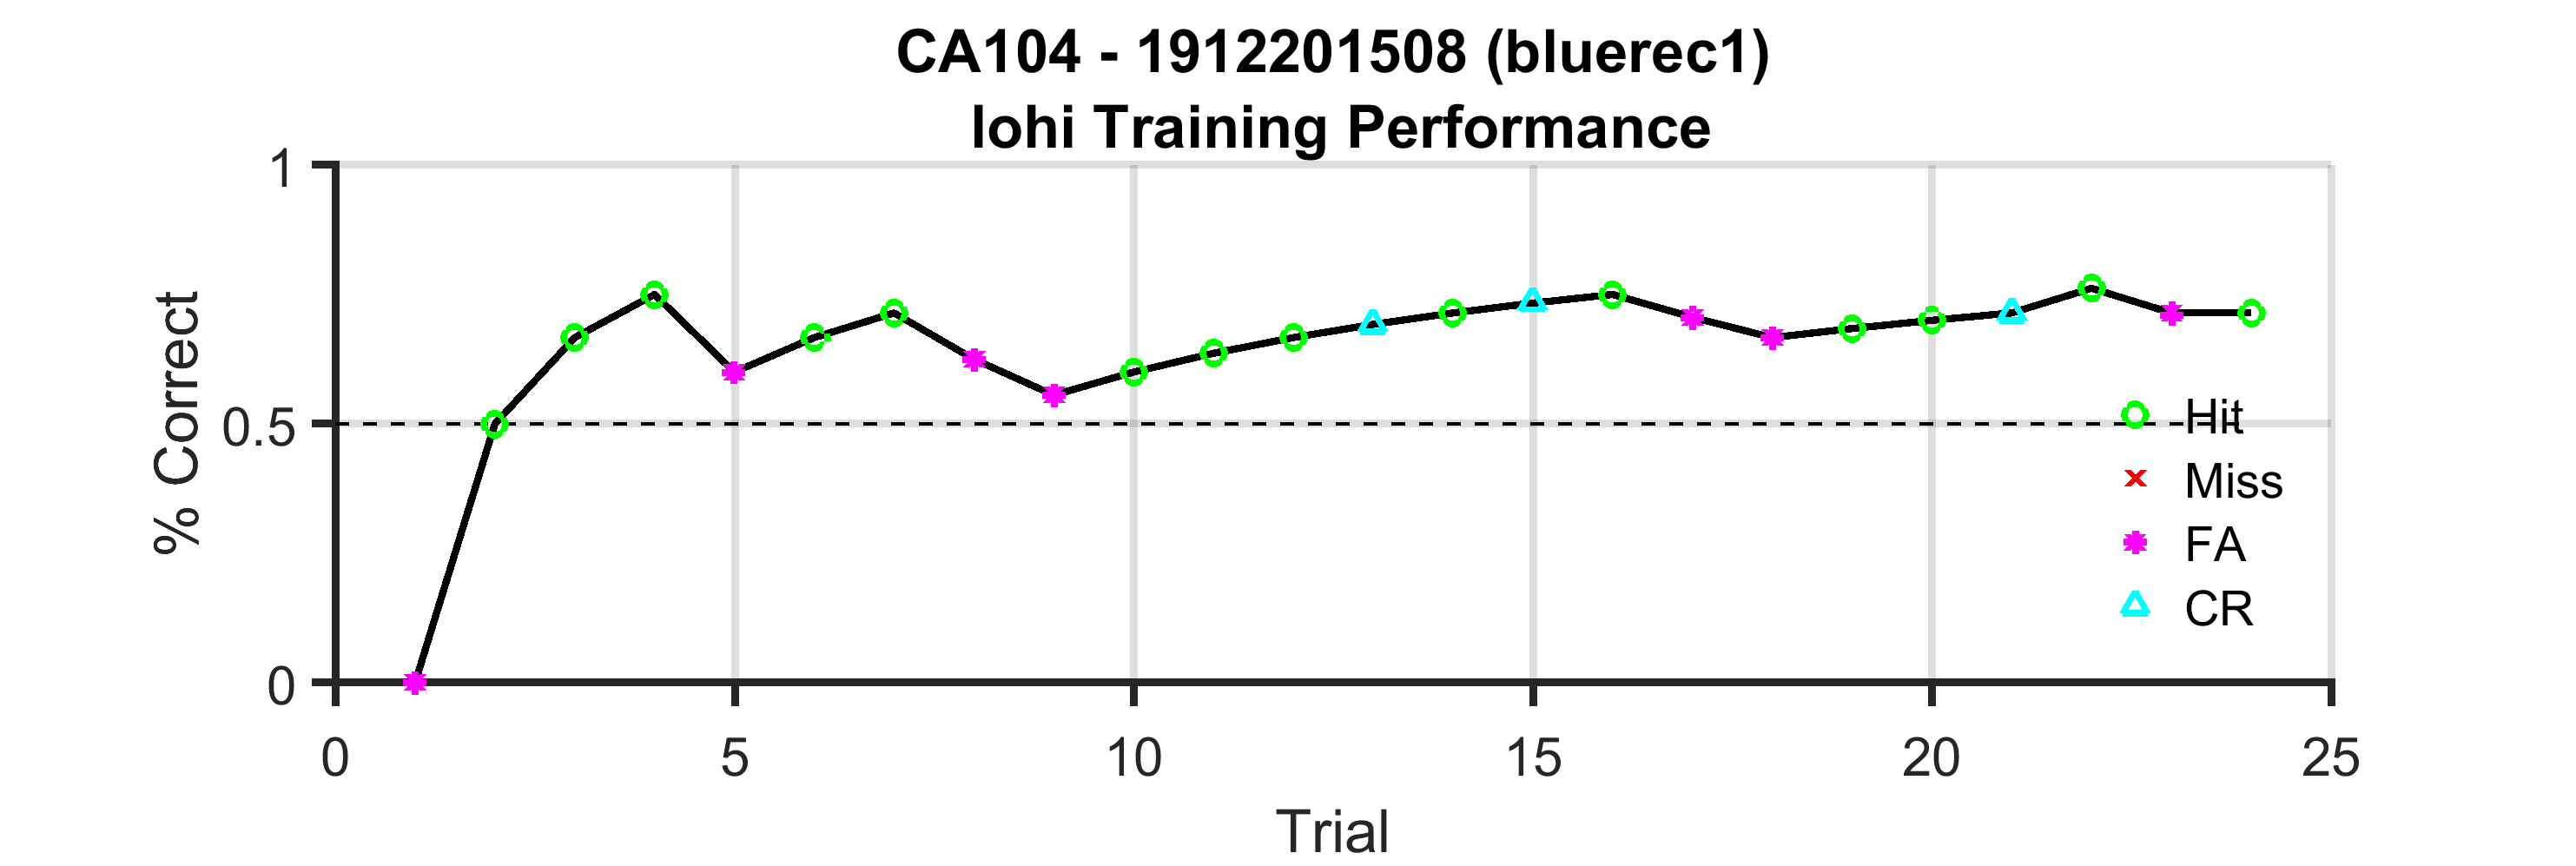 CA104 - 1912201508 (bluerec1)
lohi Training Performance
% Correct
1
0.5
0
Hit
Miss
FA
CR
0 5 10 15 20 25
Trial